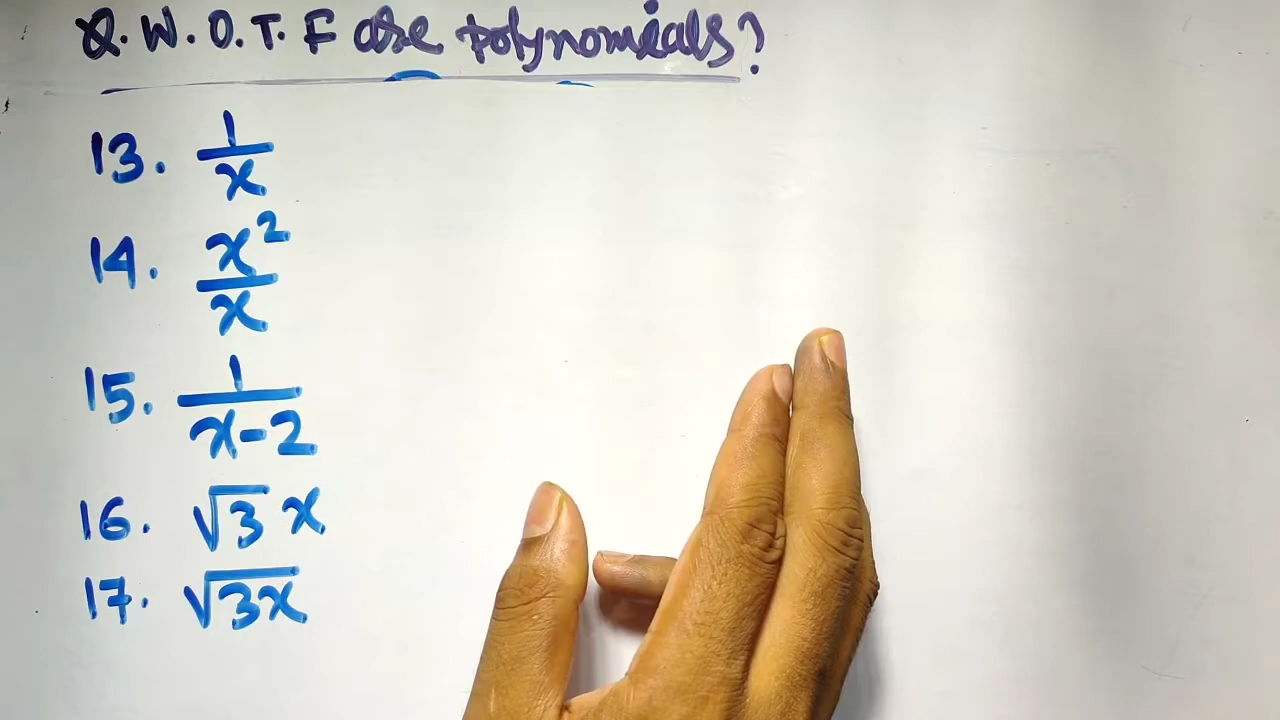 Q. W. O. T. F are polynomials?
13. 1/x
14. x²/x
15. 1/(x-2)
16. √3 x
17. √(3x)